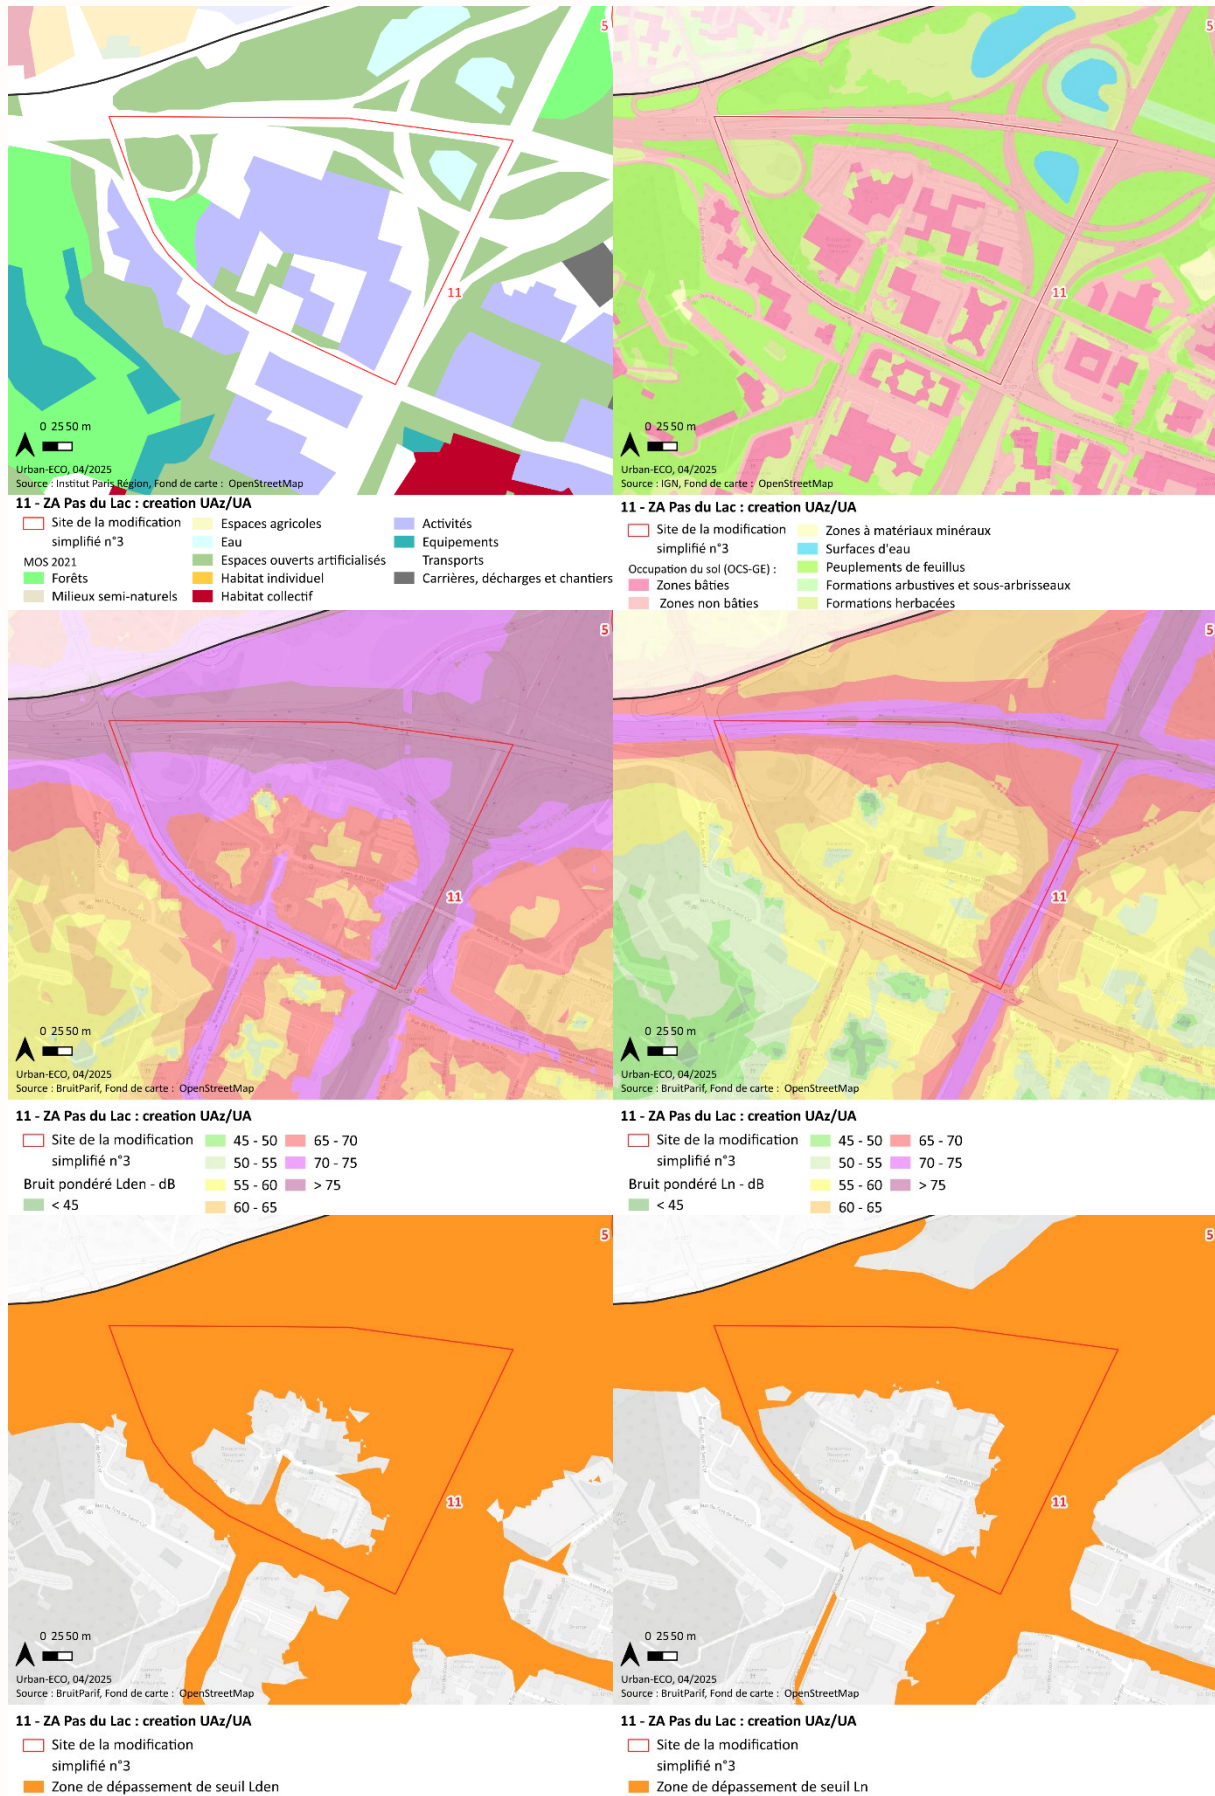 5
11
0 25 50 m
Urban-ECO, 04/2025
Source : Institut Paris Région, Fond de carte : OpenStreetMap
11 - ZA Pas du Lac : creation UAz/UA
Site de la modification
simplifié n°3
MOS 2021
Forêts
Milieux semi-naturels
Espaces agricoles
Eau
Espaces ouverts artificialisés
Habitat individuel
Habitat collectif
Activités
Equipements
Transports
Carrières, décharges et chantiers
5
11
0 25 50 m
Urban-ECO, 04/2025
Source : IGN, Fond de carte : OpenStreetMap
11 - ZA Pas du Lac : creation UAz/UA
Site de la modification
simplifié n°3
Occupation du sol (OCS-GE) :
Zones bâties
Zones non bâties
Zones à matériaux minéraux
Surfaces d'eau
Peuplements de feuillus
Formations arbustives et sous-arbrisseaux
Formations herbacées
5
11
0 25 50 m
Urban-ECO, 04/2025
Source : BruitParif, Fond de carte : OpenStreetMap
11 - ZA Pas du Lac : creation UAz/UA
Site de la modification
simplifié n°3
Bruit pondéré Lden - dB
< 45
45 - 50
50 - 55
55 - 60
60 - 65
65 - 70
70 - 75
> 75
5
11
0 25 50 m
Urban-ECO, 04/2025
Source : BruitParif, Fond de carte : OpenStreetMap
11 - ZA Pas du Lac : creation UAz/UA
Site de la modification
simplifié n°3
Bruit pondéré Ln - dB
< 45
45 - 50
50 - 55
55 - 60
60 - 65
65 - 70
70 - 75
> 75
5
11
0 25 50 m
Urban-ECO, 04/2025
Source : BruitParif, Fond de carte : OpenStreetMap
11 - ZA Pas du Lac : creation UAz/UA
Site de la modification
simplifié n°3
Zone de dépassement de seuil Lden
5
11
0 25 50 m
Urban-ECO, 04/2025
Source : BruitParif, Fond de carte : OpenStreetMap
11 - ZA Pas du Lac : creation UAz/UA
Site de la modification
simplifié n°3
Zone de dépassement de seuil Ln